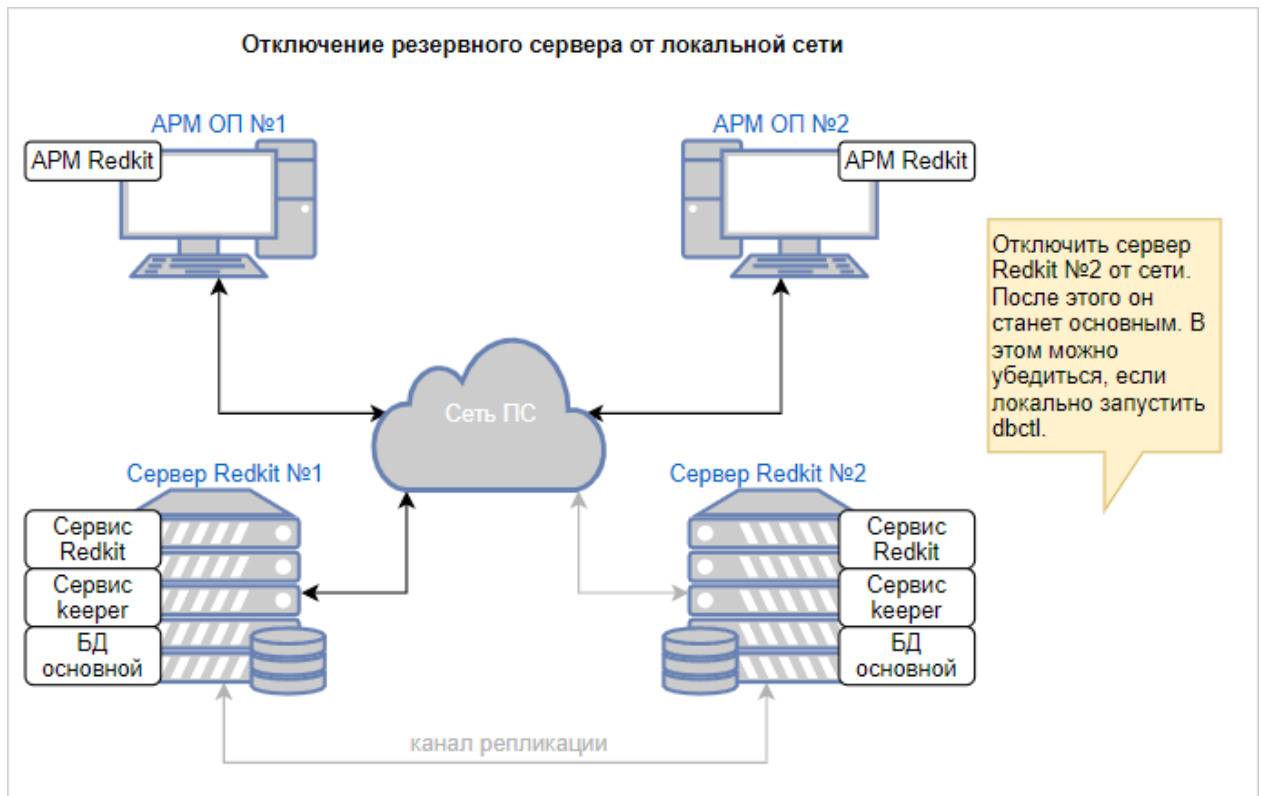 Отключение резервного сервера от локальной сети
АРМ ОП №1
АРМ ОП №2
АРМ Redkit
АРМ Redkit
Отключить сервер
Redkit №2 от сети.
После этого он
станет основным. В
этом можно
убедиться, если
локально запустить
dbctl.
Сеть ПС
Сервер Redkit №1
Сервер Redkit №2
Сервис
Redkit
Сервис
keeper
БД
основной
Сервис
Redkit
Сервис
keeper
БД
основной
канал репликации